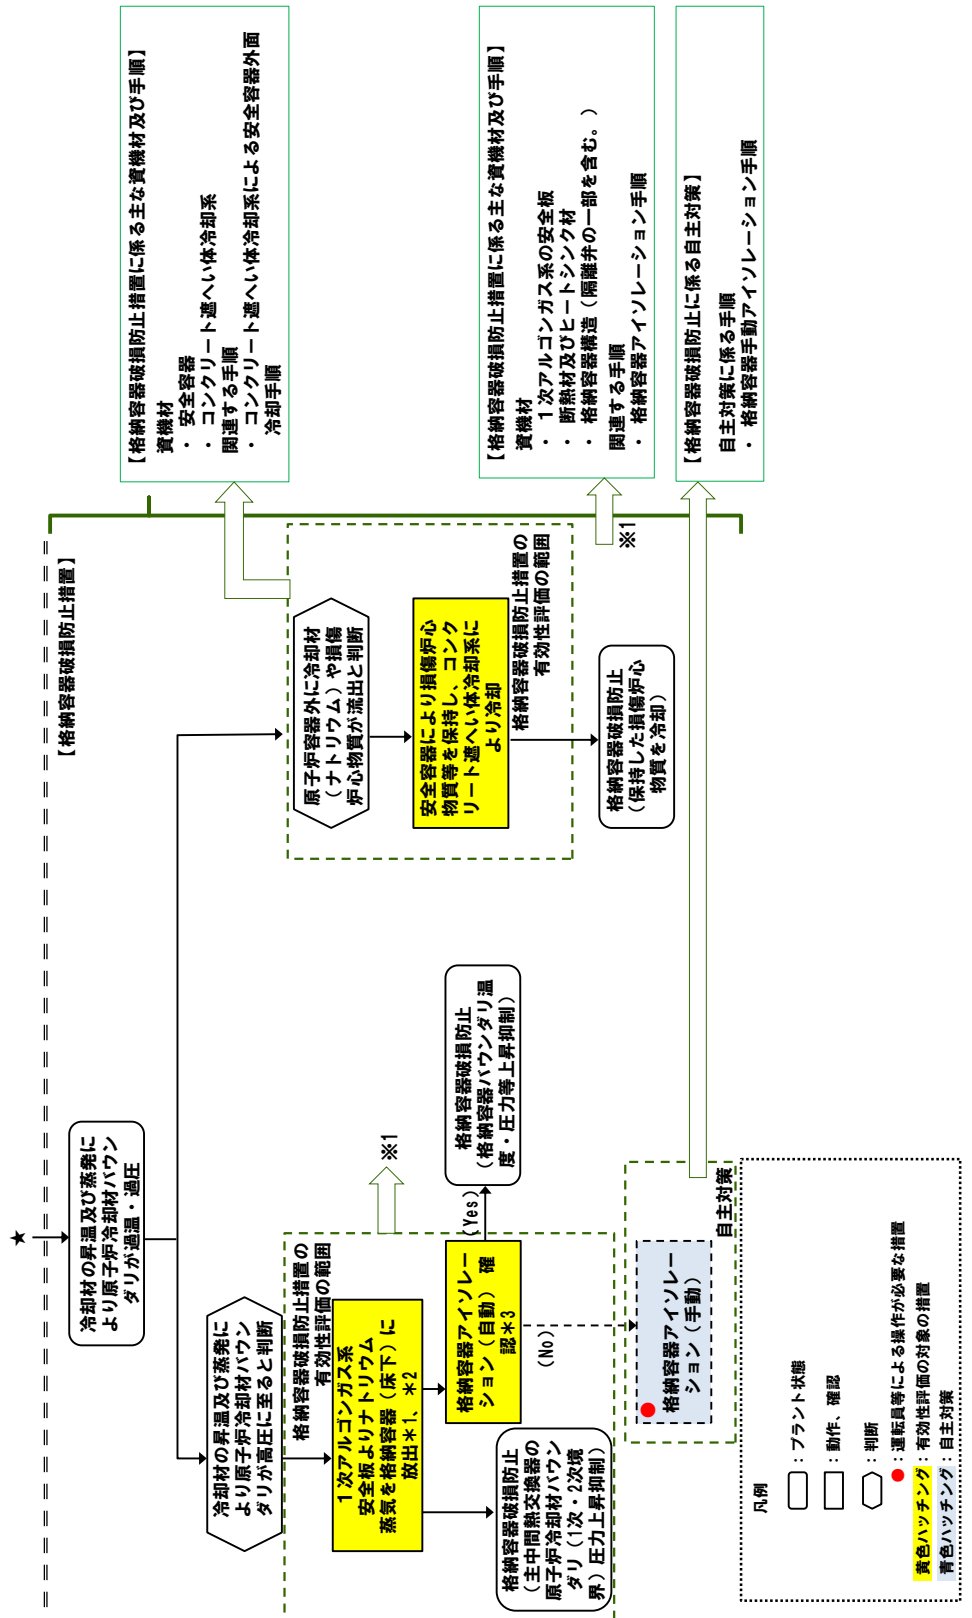 ★
【格納容器破損防止措置】
冷却材の昇温及び蒸発に
より原子炉冷却材バウン
ダリが過温・過圧
冷却材の昇温及び蒸発に
より原子炉冷却材バウン
ダリが高圧に至ると判断
格納容器破損防止措置の
有効性評価の範囲
1次アルゴンガス系
安全板よりナトリウム
蒸気を格納容器（床下）に
放出＊1、＊2
※1
格納容器破損防止
（主中間熱交換器の
原子炉冷却材バウン
ダリ（1次・2次境
界）圧力上昇抑制）
格納容器アイソレー
ション（自動） 確
認＊3
(Yes)
(No)
格納容器破損防止
（格納容器バウンダリ温
度・圧力等上昇抑制）
格納容器アイソレー
ション（手動）
自主対策
原子炉容器外に冷却材
（ナトリウム）や損傷
炉心物質が流出と判断
安全容器により損傷炉心
物質等を保持し、コンク
リート遮へい体冷却系に
より冷却
格納容器破損防止措置の
有効性評価の範囲
格納容器破損防止
（保持した損傷炉心
物質を冷却）
【格納容器破損防止措置に係る主な資機材及び手順】
資機材
・ 安全容器
・ コンクリート遮へい体冷却系
関連する手順
・ コンクリート遮へい体冷却系による安全容器外面
冷却手順
※1
【格納容器破損防止措置に係る主な資機材及び手順】
資機材
・ 1次アルゴンガス系の安全板
・ 断熱材及びヒートシンク材
・ 格納容器構造（隔離弁の一部を含む。）
関連する手順
・ 格納容器アイソレーション手順
【格納容器破損防止に係る自主対策】
自主対策に係る手順
・ 格納容器手動アイソレーション手順
凡例
：プラント状態
：動作、確認
：判断
：運転員等による操作が必要な措置
黄色ハッチング：有効性評価の対象の措置
青色ハッチング：自主対策